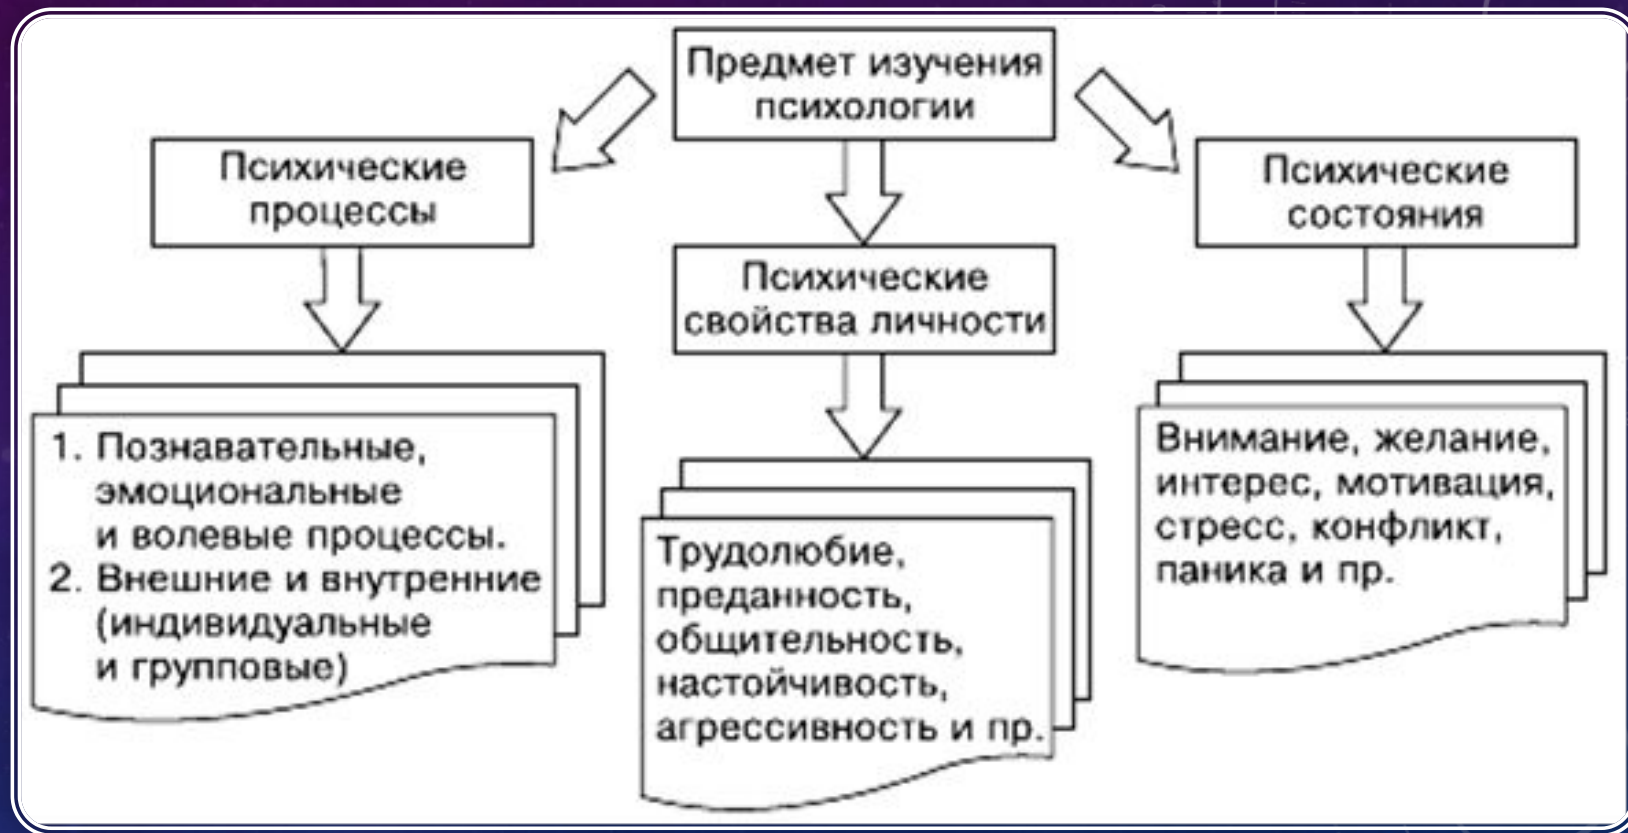 Предмет изучения
психологии
Психические
процессы
Психические
свойства личности
Психические
состояния
1. Познавательные,
эмоциональные
и волевые процессы.
2. Внешние и внутренние
(индивидуальные
и групповые)
Трудолюбие,
преданность,
общительность,
настойчивость,
агрессивность и пр.
Внимание, желание,
интерес, мотивация,
стресс, конфликт,
паника и пр.